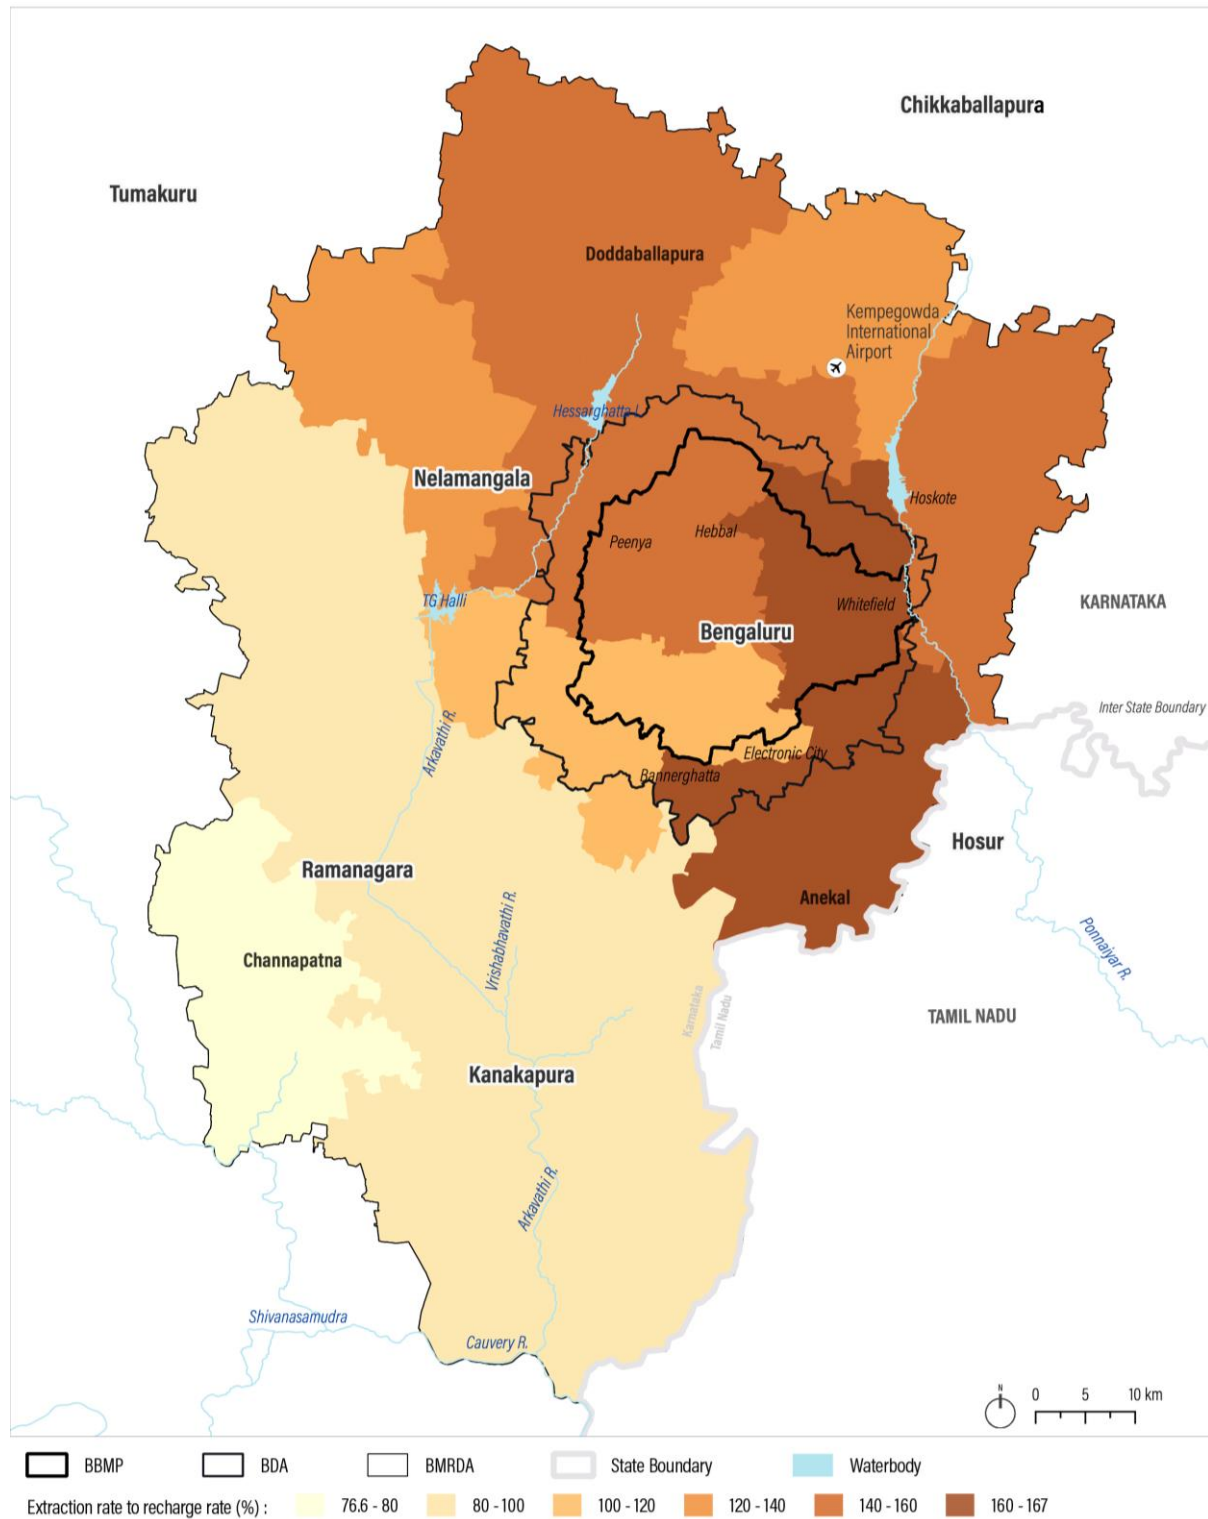 Chikkaballapura
Tumakuru
Doddaballapura
Kempegowda
International
Airport
Hessarghatta L
Nelamangala
Hoskote
Hebbal
Peenya
TG Halli
Whitefield
KARNATAKA
Bengaluru
Inter State Boundary
Arkavathi R.
Electronic City
Bannerghatta
Hosur
Ramanagara
Anekal
Vrishabhavathi R.
Ponnaiyar R.
Channapatna
Karnataka
Tamil Nadu
TAMIL NADU
Kanakapura
Arkavathi R.
Shivanasamudra
Cauvery R.
N
0 5 10 km
BBMP BDA BMRDA State Boundary Waterbody
Extraction rate to recharge rate (%) : 76.6 - 80 80 - 100 100 - 120 120 - 140 140 - 160 160 - 167